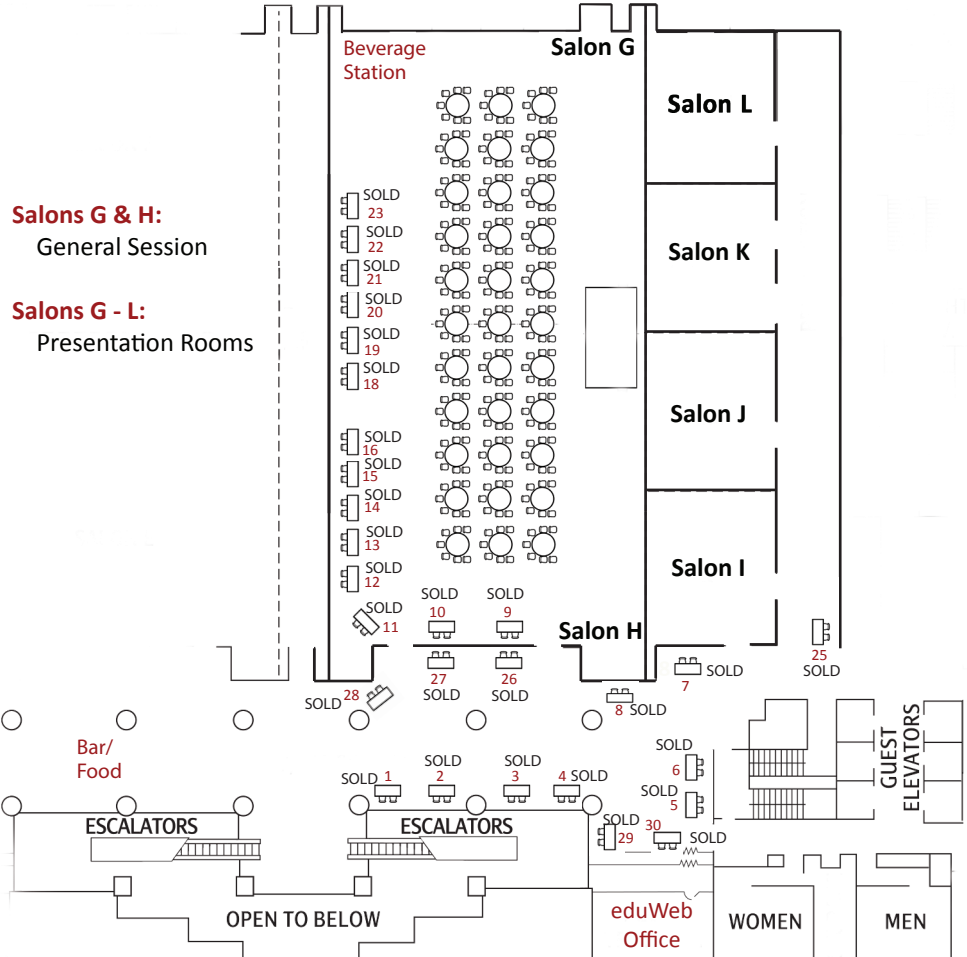 Beverage
Station
Salon G
Salon L
SOLD
23
Salons G & H:
General Session
SOLD
22
Salon K
SOLD
21
SOLD
20
Salons G - L:
Presentation Rooms
SOLD
19
SOLD
18
Salon J
SOLD
16
SOLD
15
SOLD
14
SOLD
13
SOLD
12
Salon I
SOLD
11
SOLD
10
SOLD
9
Salon H
25
SOLD
27
SOLD
26
SOLD
7
SOLD
SOLD
28
8
SOLD
Bar/
Food
SOLD
6
GUEST
ELEVATORS
SOLD
1
SOLD
2
SOLD
3
4
SOLD
SOLD
5
ESCALATORS
ESCALATORS
SOLD
29
30
SOLD
OPEN TO BELOW
eduWeb
Office
WOMEN
MEN